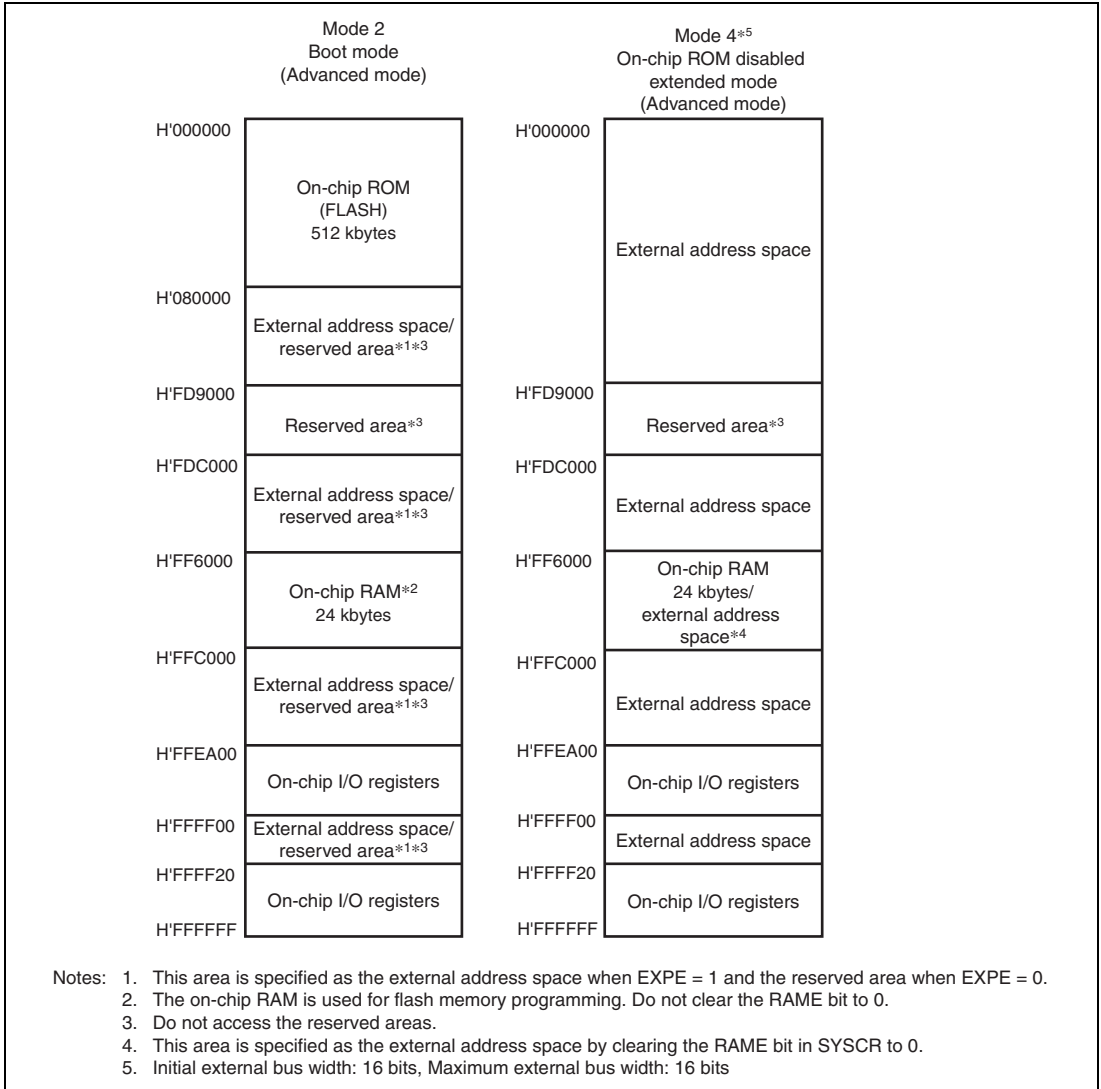 Mode 2
Boot mode
(Advanced mode)
H'000000
On-chip ROM
(FLASH)
512 kbytes
H'080000
External address space/
reserved area*1*3
H'FD9000
Reserved area*3
H'FDC000
External address space/
reserved area*1*3
H'FF6000
On-chip RAM*2
24 kbytes
H'FFC000
External address space/
reserved area*1*3
H'FFEA00
On-chip I/O registers
H'FFFF00
External address space/
reserved area*1*3
H'FFFF20
On-chip I/O registers
H'FFFFFF
Mode 4*5
On-chip ROM disabled
extended mode
(Advanced mode)
H'000000
External address space
H'FD9000
Reserved area*3
H'FDC000
External address space
H'FF6000
On-chip RAM
24 kbytes/
external address
space*4
H'FFC000
External address space
H'FFEA00
On-chip I/O registers
H'FFFF00
External address space
H'FFFF20
On-chip I/O registers
H'FFFFFF
Notes: 1. This area is specified as the external address space when EXPE = 1 and the reserved area when EXPE = 0.
2. The on-chip RAM is used for flash memory programming. Do not clear the RAME bit to 0.
3. Do not access the reserved areas.
4. This area is specified as the external address space by clearing the RAME bit in SYSCR to 0.
5. Initial external bus width: 16 bits, Maximum external bus width: 16 bits